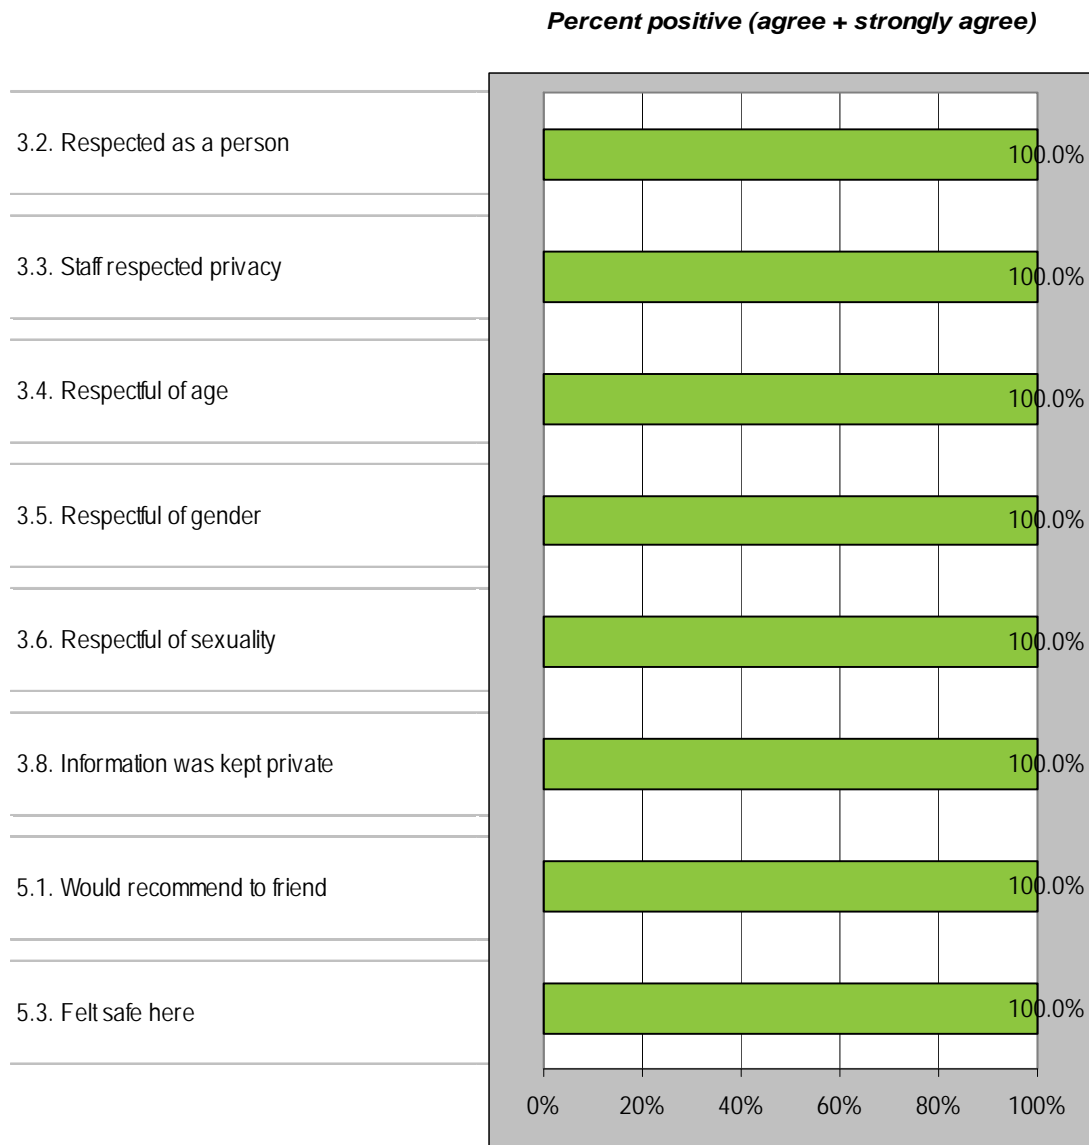 Percent positive (agree + strongly agree)
3.2. Respected as a person
100.0%
3.3. Staff respected privacy
100.0%
3.4. Respectful of age
100.0%
3.5. Respectful of gender
100.0%
3.6. Respectful of sexuality
100.0%
3.8. Information was kept private
100.0%
5.1. Would recommend to friend
100.0%
5.3. Felt safe here
100.0%
0% 20% 40% 60% 80% 100%